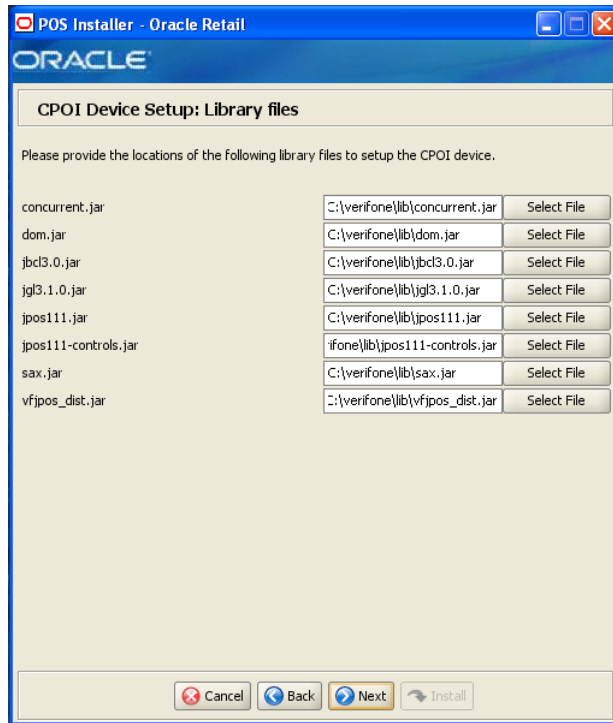 POS Installer - Oracle Retail
ORACLE
CPOI Device Setup: Library files
Please provide the locations of the following library files to setup the CPOI device.
concurrent.jar C:\verifone\lib\concurrent.jar Select File
dom.jar C:\verifone\lib\dom.jar Select File
jbcl3.0.jar C:\verifone\lib\jbcl3.0.jar Select File
jgl3.1.0.jar C:\verifone\lib\jgl3.1.0.jar Select File
jpos111.jar C:\verifone\lib\jpos111.jar Select File
jpos111-controls.jar ifone\lib\jpos111-controls.jar Select File
sax.jar C:\verifone\lib\sax.jar Select File
vfjpos_dist.jar C:\verifone\lib\vfjpos_dist.jar Select File
Cancel Back Next Install